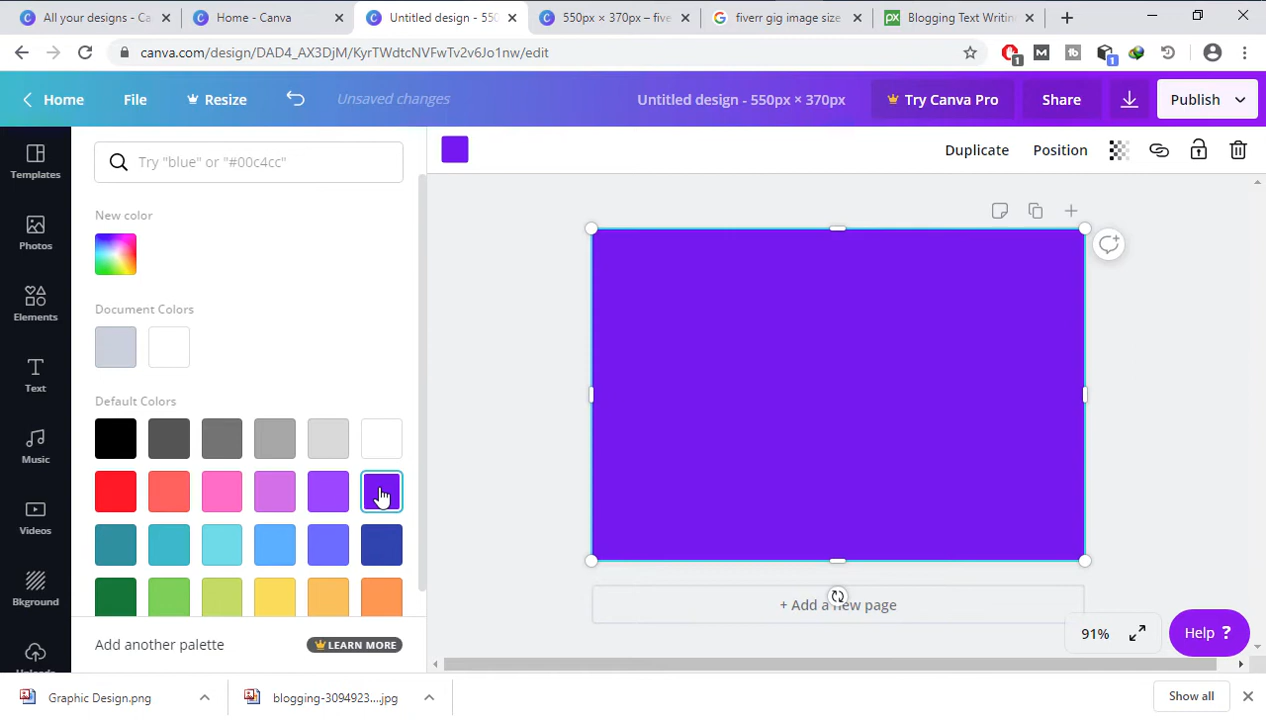 All your designs - Ca
Home - Canva
Untitled design - 550
550px × 370px – five
fiverr gig image size
Blogging Text Writin
canva.com/design/DAD4_AX3DjM/KyrTWdtcNVFwTv2v6Jo1nw/edit
Home
File
Resize
Unsaved changes
Untitled design - 550px × 370px
Try Canva Pro
Share
Publish
Templates
Photos
Elements
Text
Music
Videos
Bkground
Uploads
Try "blue" or "#00c4cc"
New color
Document Colors
Default Colors
Add another palette
LEARN MORE
Duplicate
Position
+ Add a new page
91%
Help ?
Graphic Design.png
blogging-3094923....jpg
Show all